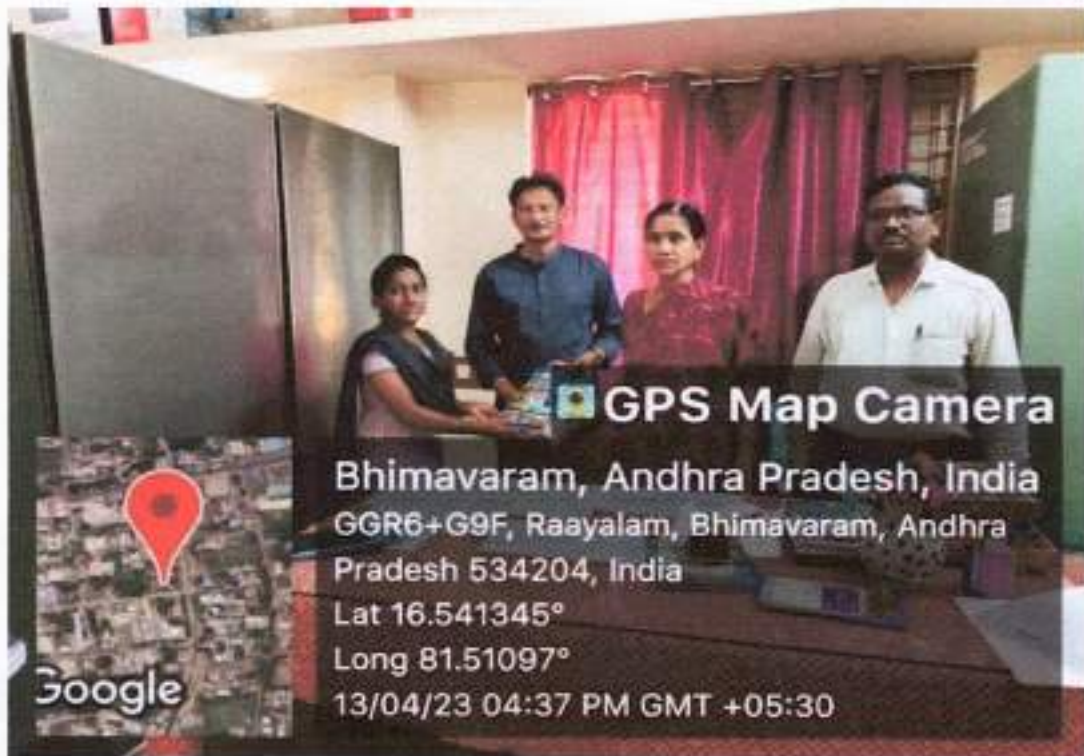 GPS Map Camera
Bhimavaram, Andhra Pradesh, India
GGR6+G9F, Raayalam, Bhimavaram, Andhra
Pradesh 534204, India
Lat 16.541345°
Long 81.51097°
13/04/23 04:37 PM GMT +05:30
Google